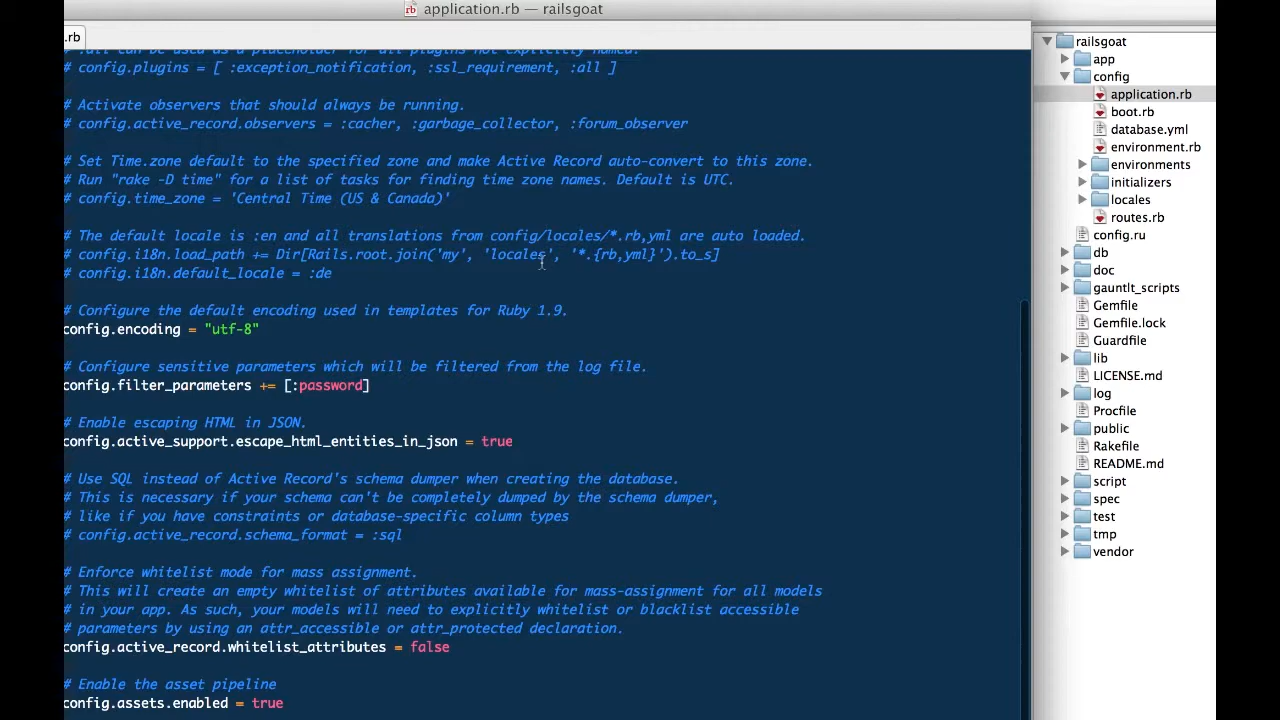 application.rb — railsgoat
.rb
# :all can be used as a placeholder for all plugins not explicitly named.
# config.plugins = [ :exception_notification, :ssl_requirement, :all ]
# Activate observers that should always be running.
# config.active_record.observers = :cacher, :garbage_collector, :forum_observer
# Set Time.zone default to the specified zone and make Active Record auto-convert to this zone.
# Run "rake -D time" for a list of tasks for finding time zone names. Default is UTC.
# config.time_zone = 'Central Time (US & Canada)'
# The default locale is :en and all translations from config/locales/*.rb,yml are auto loaded.
# config.i18n.load_path += Dir[Rails.root.join('my', 'locales', '*.{rb,yml}').to_s]
# config.i18n.default_locale = :de
# Configure the default encoding used in templates for Ruby 1.9.
config.encoding = "utf-8"
# Configure sensitive parameters which will be filtered from the log file.
config.filter_parameters += [:password]
# Enable escaping HTML in JSON.
config.active_support.escape_html_entities_in_json = true
# Use SQL instead of Active Record's schema dumper when creating the database.
# This is necessary if your schema can't be completely dumped by the schema dumper,
# like if you have constraints or database-specific column types
# config.active_record.schema_format = :sql
# Enforce whitelist mode for mass assignment.
# This will create an empty whitelist of attributes available for mass-assignment for all models
# in your app. As such, your models will need to explicitly whitelist or blacklist accessible
# parameters by using an attr_accessible or attr_protected declaration.
config.active_record.whitelist_attributes = false
# Enable the asset pipeline
config.assets.enabled = true
railsgoat
app
config
application.rb
boot.rb
database.yml
environment.rb
environments
initializers
locales
routes.rb
config.ru
db
doc
gauntlt_scripts
Gemfile
Gemfile.lock
Guardfile
lib
LICENSE.md
log
Procfile
public
Rakefile
README.md
script
spec
test
tmp
vendor